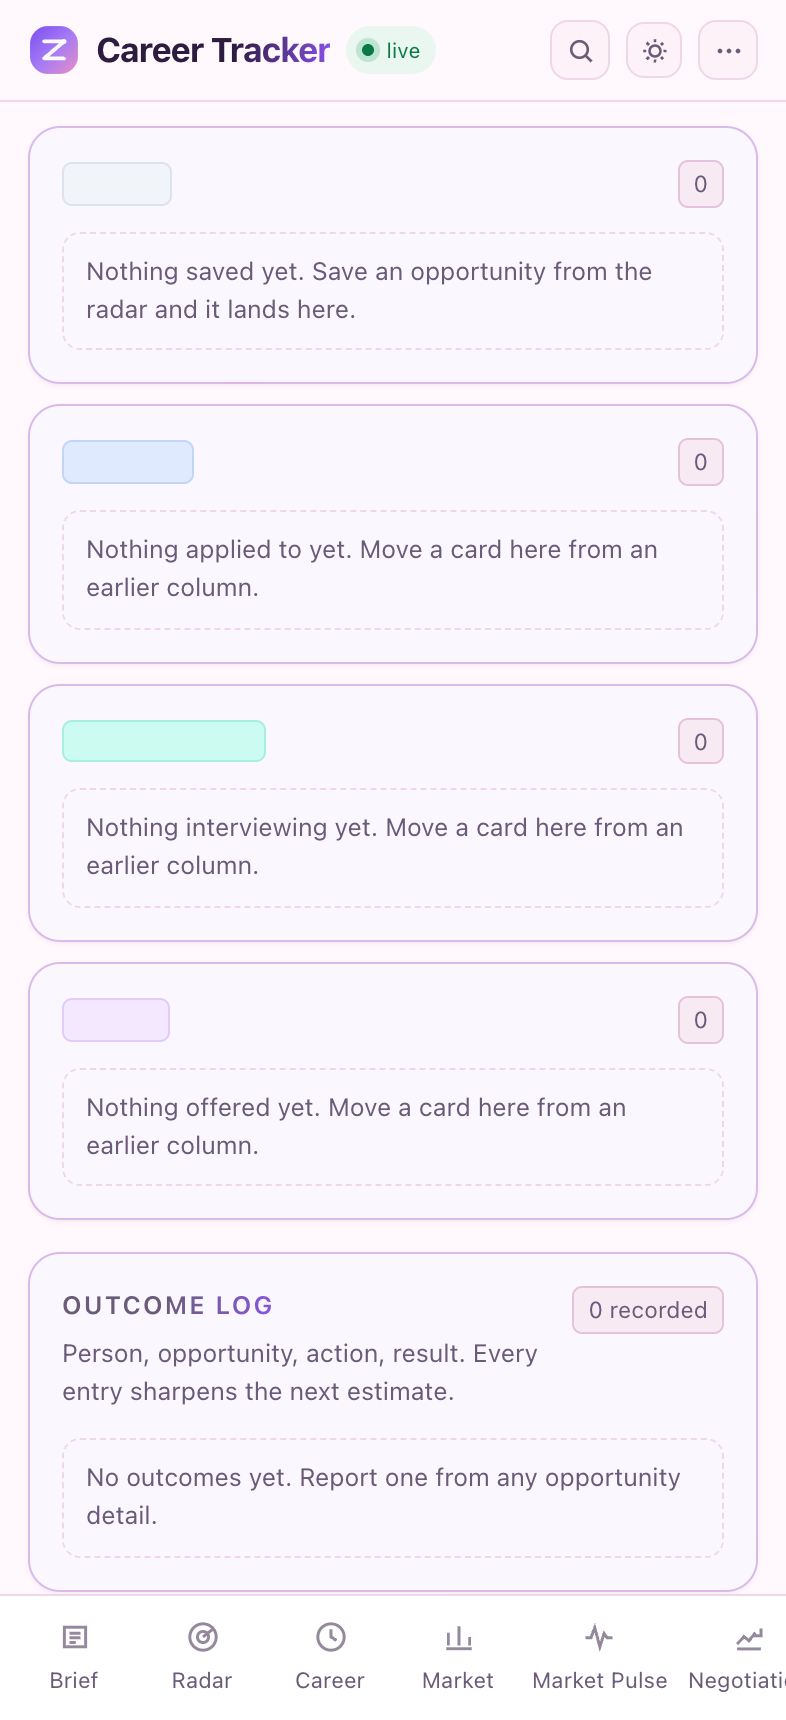 Career Tracker
live
0
Nothing saved yet. Save an opportunity from the
radar and it lands here.
0
Nothing applied to yet. Move a card here from an
earlier column.
0
Nothing interviewing yet. Move a card here from an
earlier column.
0
Nothing offered yet. Move a card here from an
earlier column.
OUTCOME LOG
0 recorded
Person, opportunity, action, result. Every
entry sharpens the next estimate.
No outcomes yet. Report one from any opportunity
detail.
Brief
Radar
Career
Market
Market Pulse